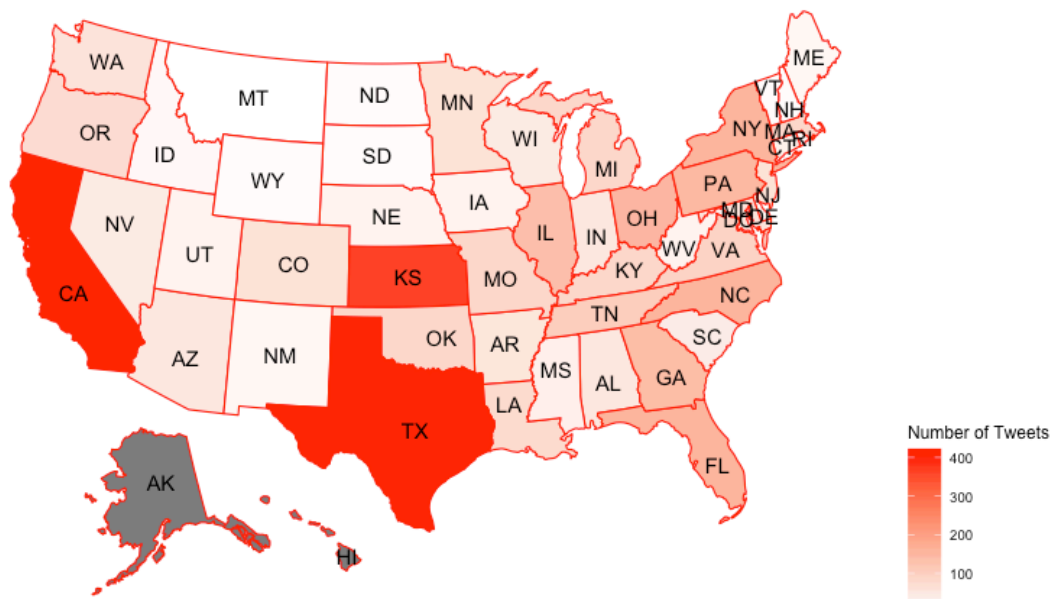 WA
MT
ND
MN
ME
VT
NH
OR
ID
SD
WI
NY
MA
RI
CT
WY
MI
PA
NE
IA
NJ
MD
DE
DC
NV
UT
CO
KS
MO
IL
IN
OH
WV
VA
KY
CA
NC
TN
AZ
NM
OK
AR
SC
MS
AL
GA
LA
TX
FL
AK
HI
Number of Tweets
400
300
200
100